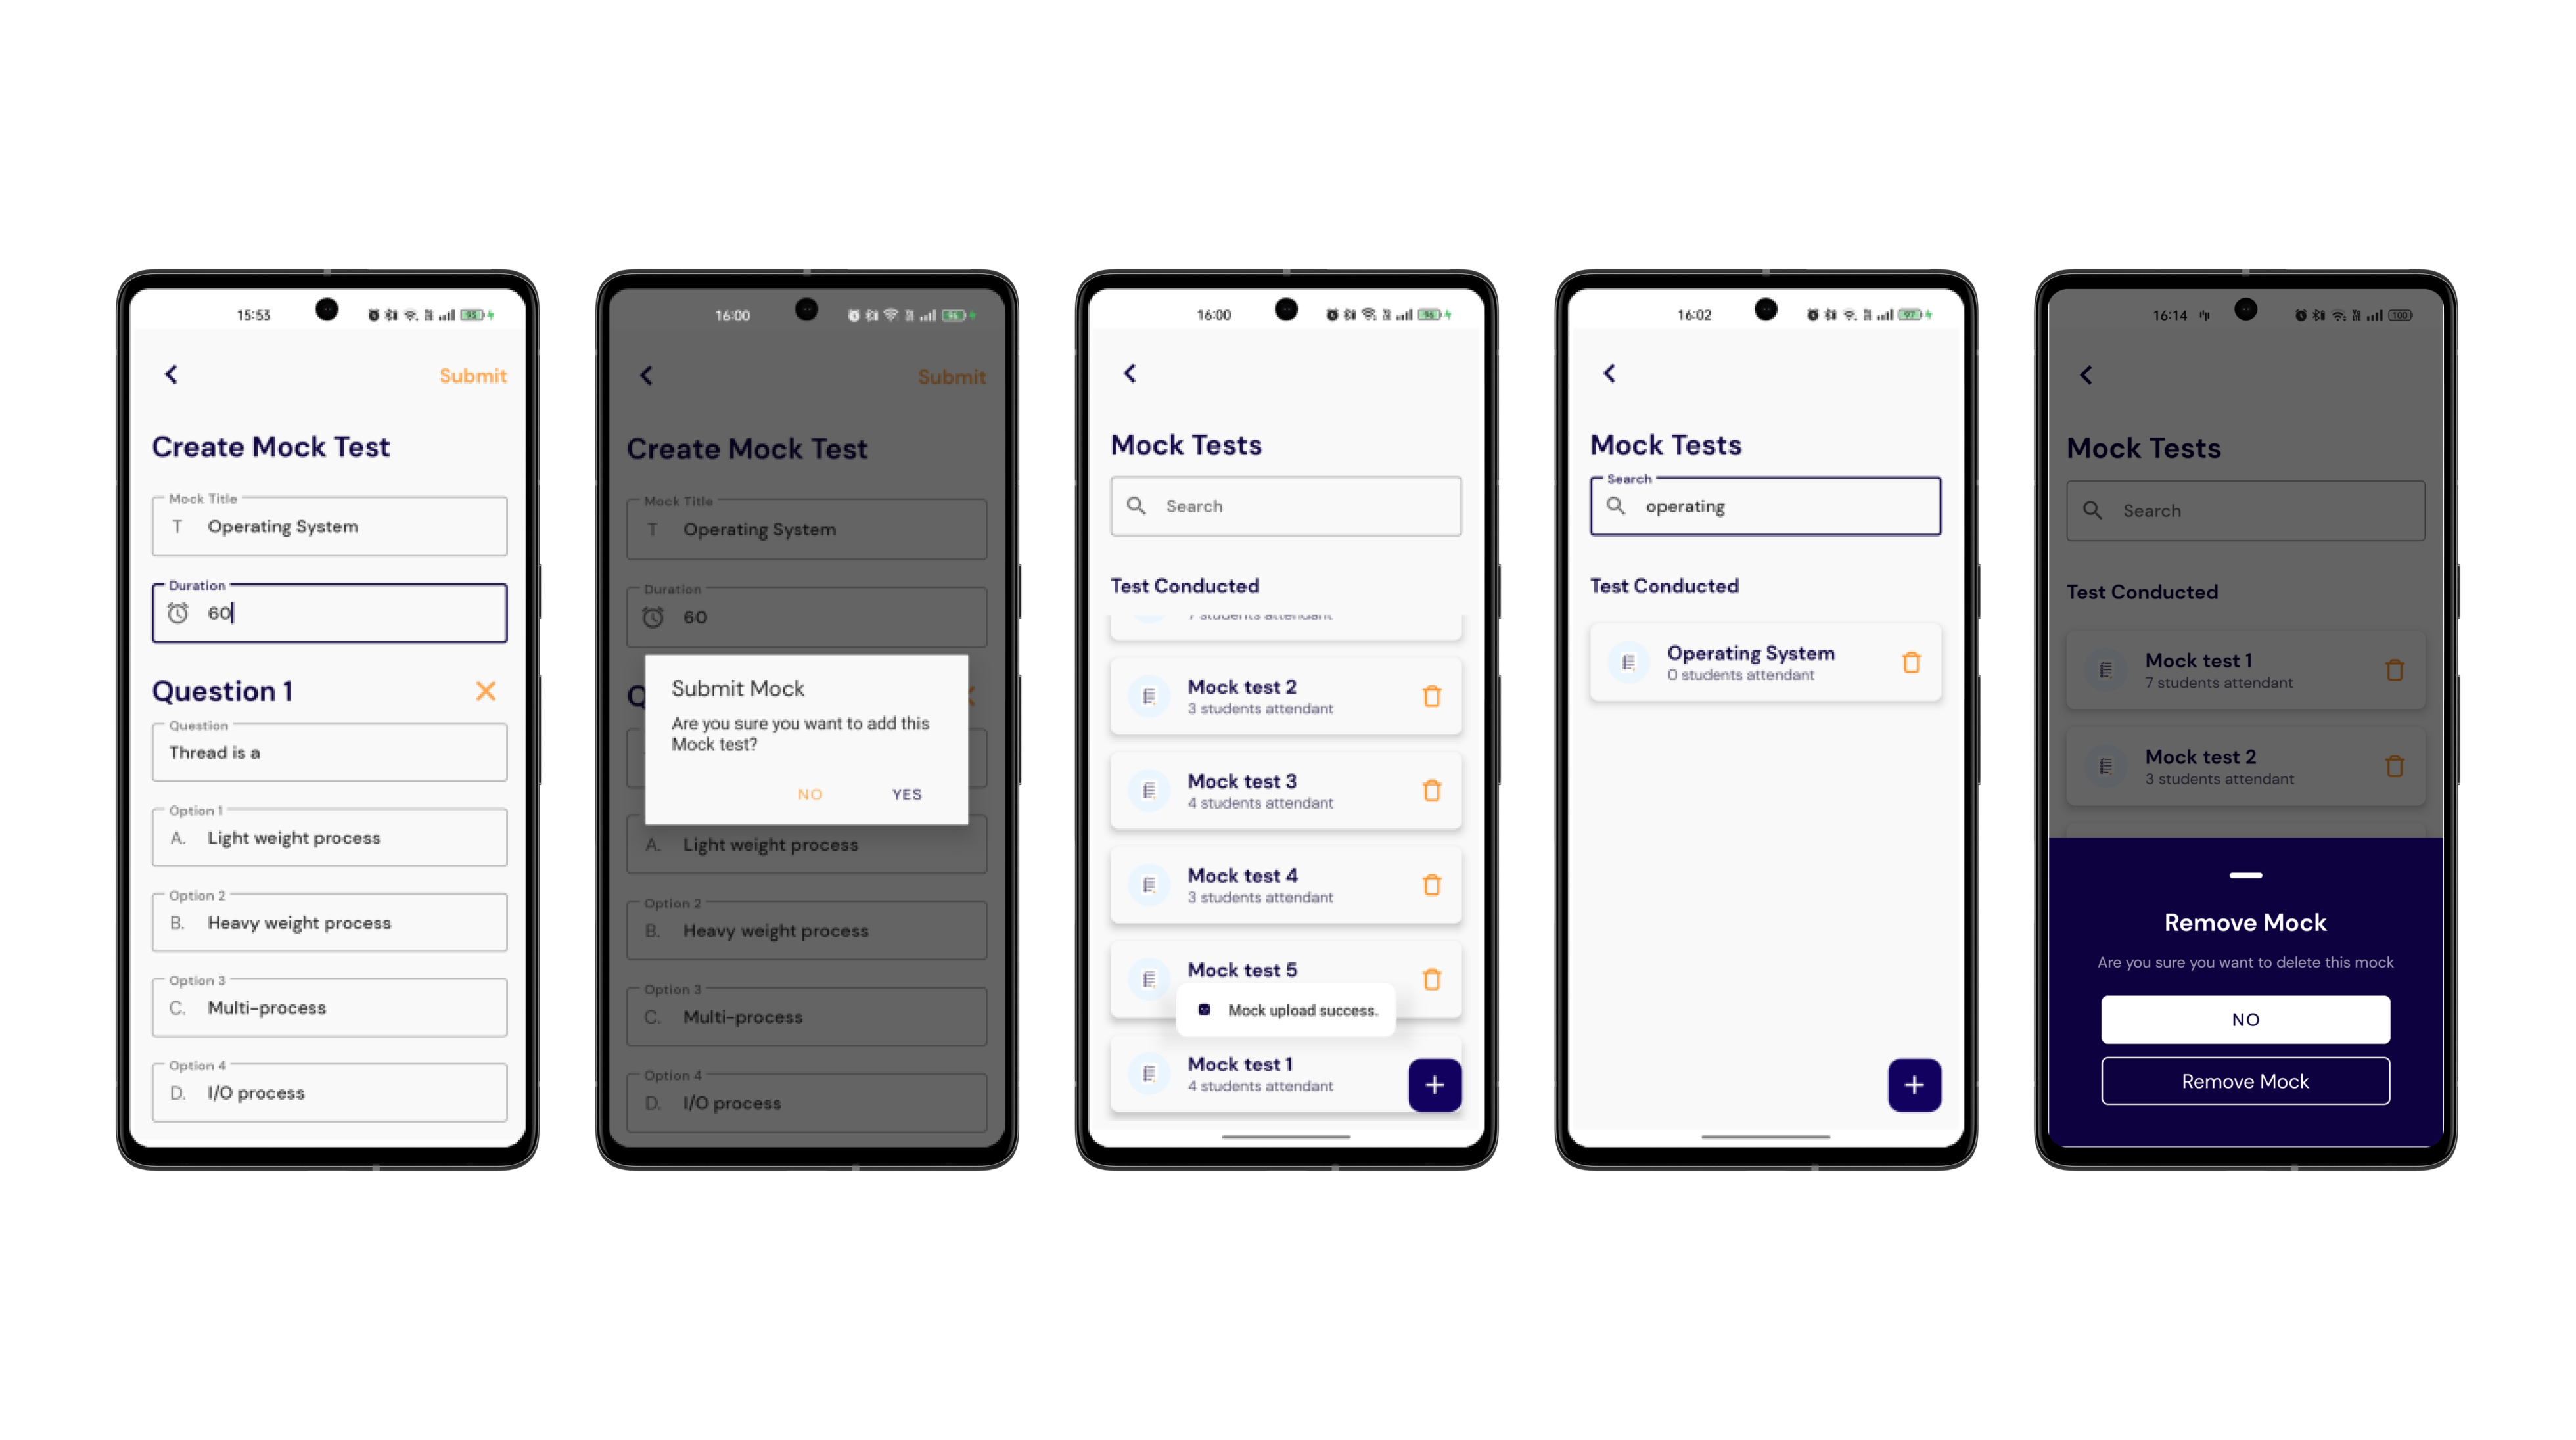 15:53
95
Submit
Create Mock Test
Mock Title
T Operating System
Duration
60
Question 1
Question
Thread is a
Option 1
A. Light weight process
Option 2
B. Heavy weight process
Option 3
C. Multi-process
Option 4
D. I/O process
16:00
96
Submit
Create Mock Test
Mock Title
T Operating System
Duration
60
Q
Submit Mock
Are you sure you want to add this
Mock test?
NO YES
A. Light weight process
Option 2
B. Heavy weight process
Option 3
C. Multi-process
Option 4
D. I/O process
16:00
96
Mock Tests
Search
Test Conducted
7 students attendant
Mock test 2
3 students attendant
Mock test 3
4 students attendant
Mock test 4
3 students attendant
Mock test 5
Mock upload success.
Mock test 1
4 students attendant
16:02
97
Mock Tests
Search
operating
Test Conducted
Operating System
0 students attendant
16:14
100
Mock Tests
Search
Test Conducted
Mock test 1
7 students attendant
Mock test 2
3 students attendant
Remove Mock
Are you sure you want to delete this mock
NO
Remove Mock